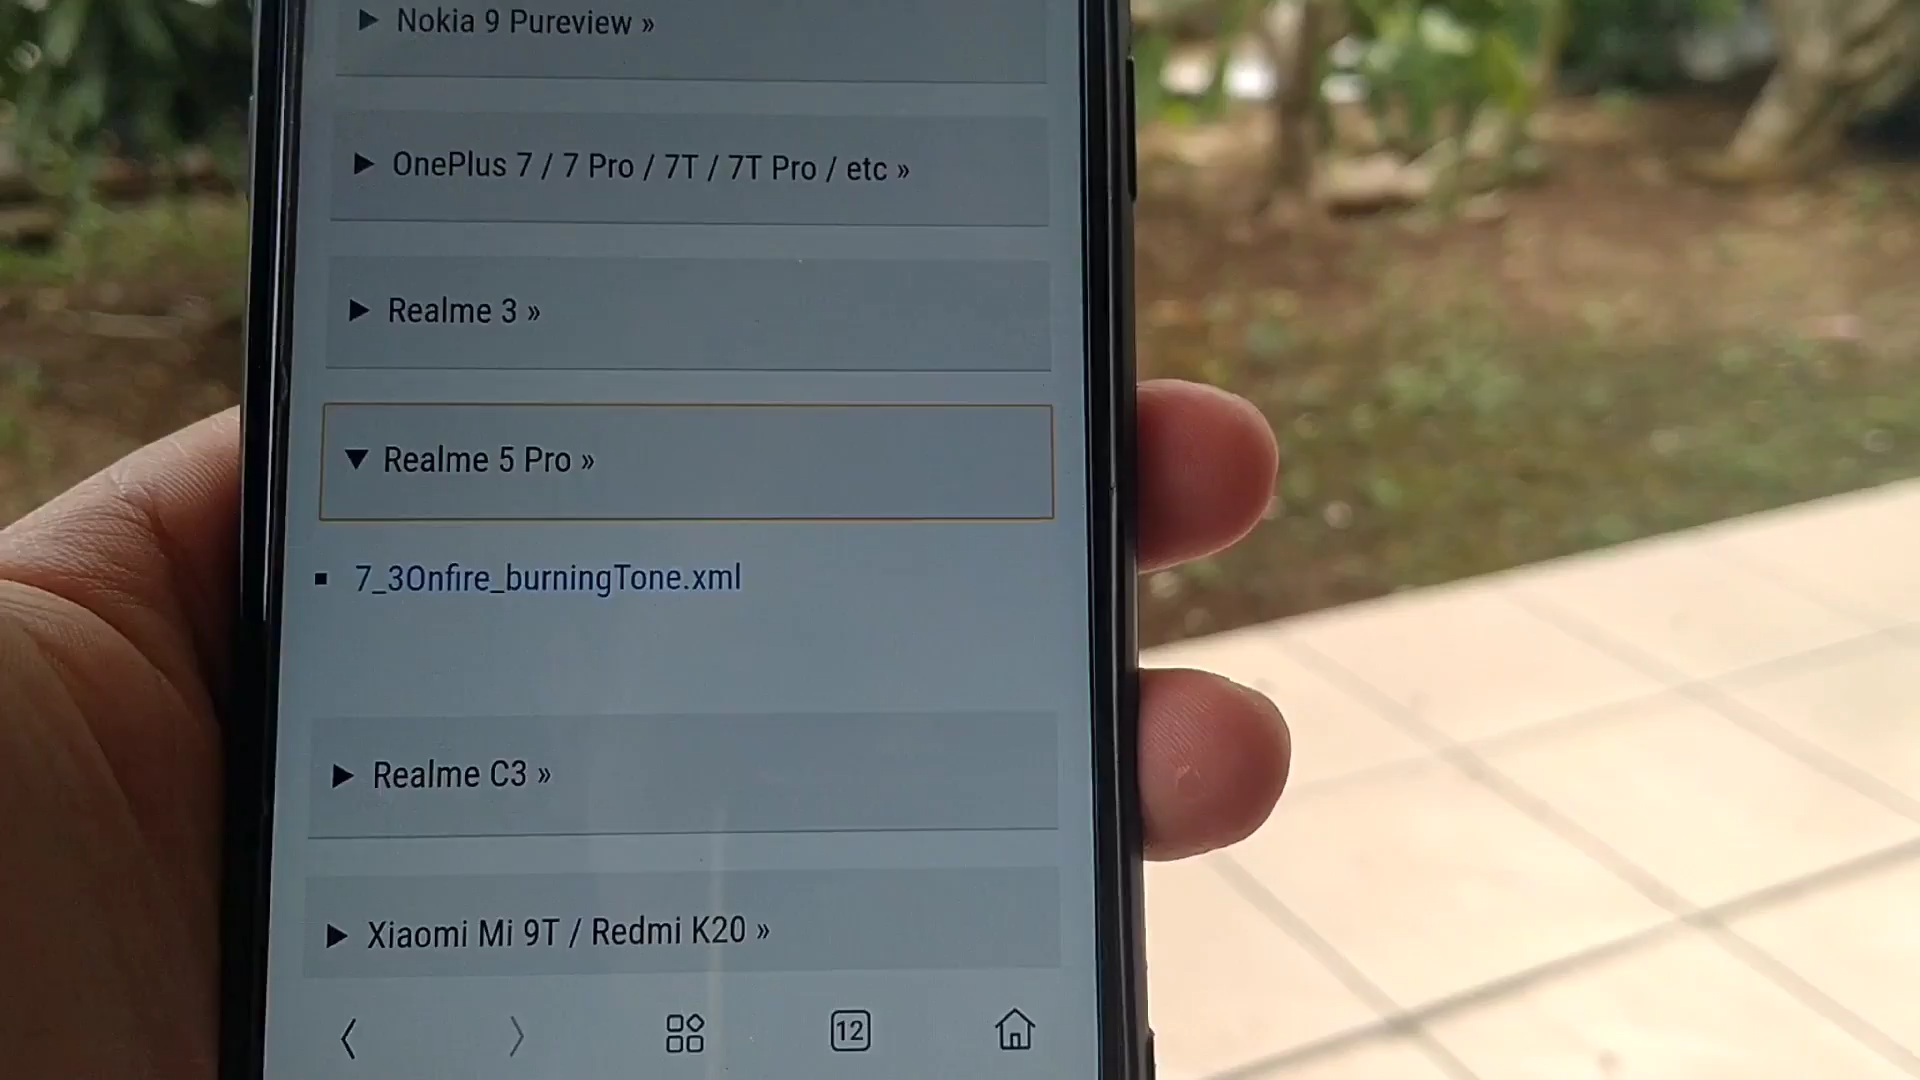 ▶ Nokia 9 Pureview »
▶ OnePlus 7 / 7 Pro / 7T / 7T Pro / etc »
▶ Realme 3 »
▼ Realme 5 Pro »
▪ 7_3Onfire_burningTone.xml
▶ Realme C3 »
▶ Xiaomi Mi 9T / Redmi K20 »
12